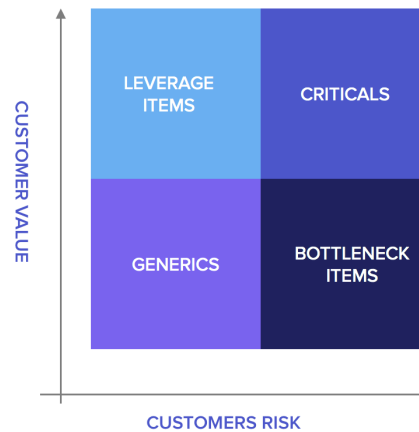 LEVERAGE
ITEMS
CRITICALS
CUSTOMER VALUE
GENERICS
BOTTLENECK
ITEMS
CUSTOMERS RISK